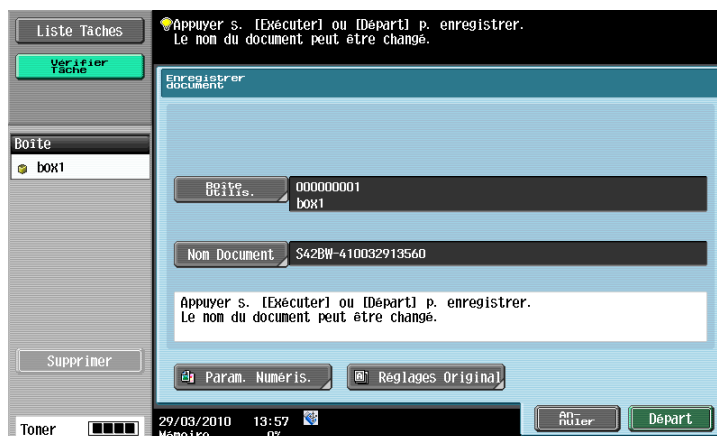 Liste Tâches
Vérifier
Tâche
Appuyer s. [Exécuter] ou [Départ] p. enregistrer.
Le nom du document peut être changé.
Enregistrer
document
Boîte
box1
Boîte
Utilis.
000000001
box1
Nom Document
S42BW-410032913560
Appuyer s. [Exécuter] ou [Départ] p. enregistrer.
Le nom du document peut être changé.
Supprimer
Param. Numéris.
Réglages Original
Toner
29/03/2010 13:57
Mémoire 0%
An-
nuler
Départ